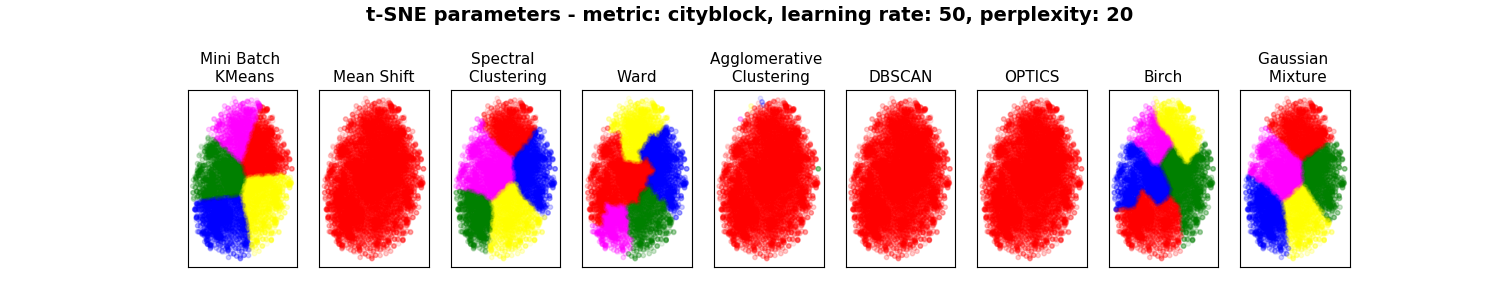 t-SNE parameters - metric: cityblock, learning rate: 50, perplexity: 20
Mini Batch
KMeans
Mean Shift
Spectral
Clustering
Ward
Agglomerative
Clustering
DBSCAN
OPTICS
Birch
Gaussian
Mixture